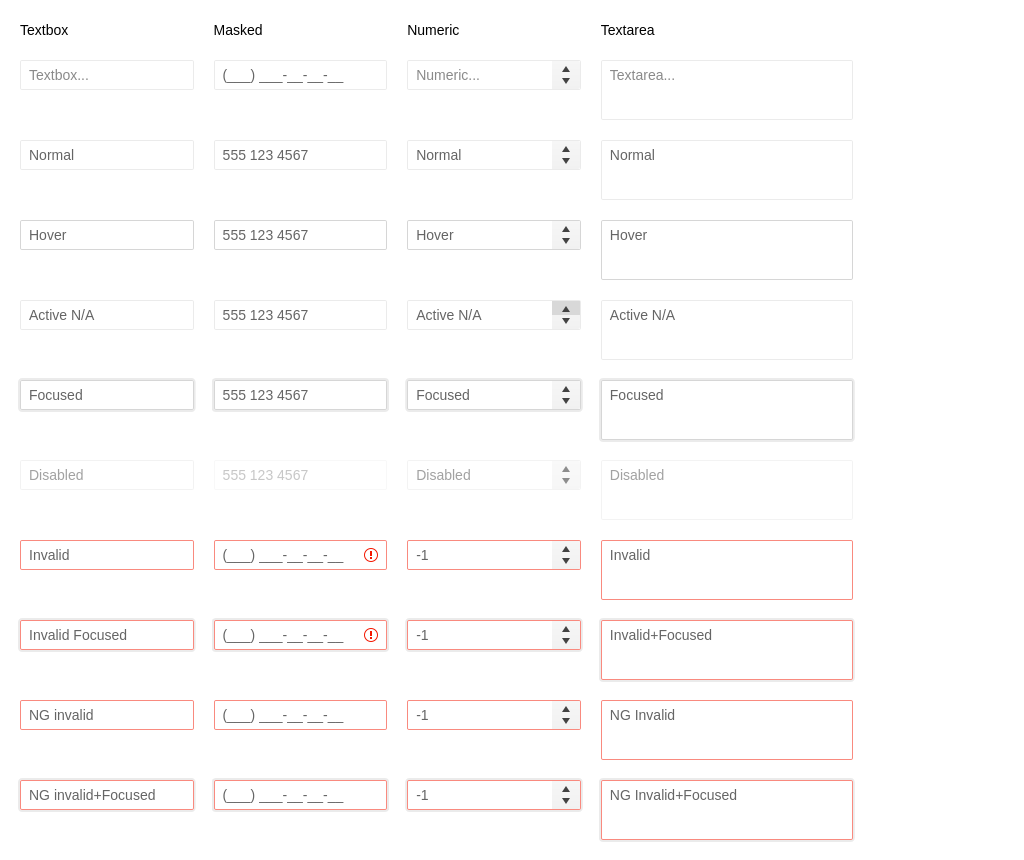 Textbox Masked Numeric Textarea
Textbox... (___) ___-__-__-__ Numeric... Textarea...
Normal 555 123 4567 Normal Normal
Hover 555 123 4567 Hover Hover
Active N/A 555 123 4567 Active N/A Active N/A
Focused 555 123 4567 Focused Focused
Disabled 555 123 4567 Disabled Disabled
Invalid (___) ___-__-__-__ -1 Invalid
Invalid Focused (___) ___-__-__-__ -1 Invalid+Focused
NG invalid (___) ___-__-__-__ -1 NG Invalid
NG invalid+Focused (___) ___-__-__-__ -1 NG Invalid+Focused